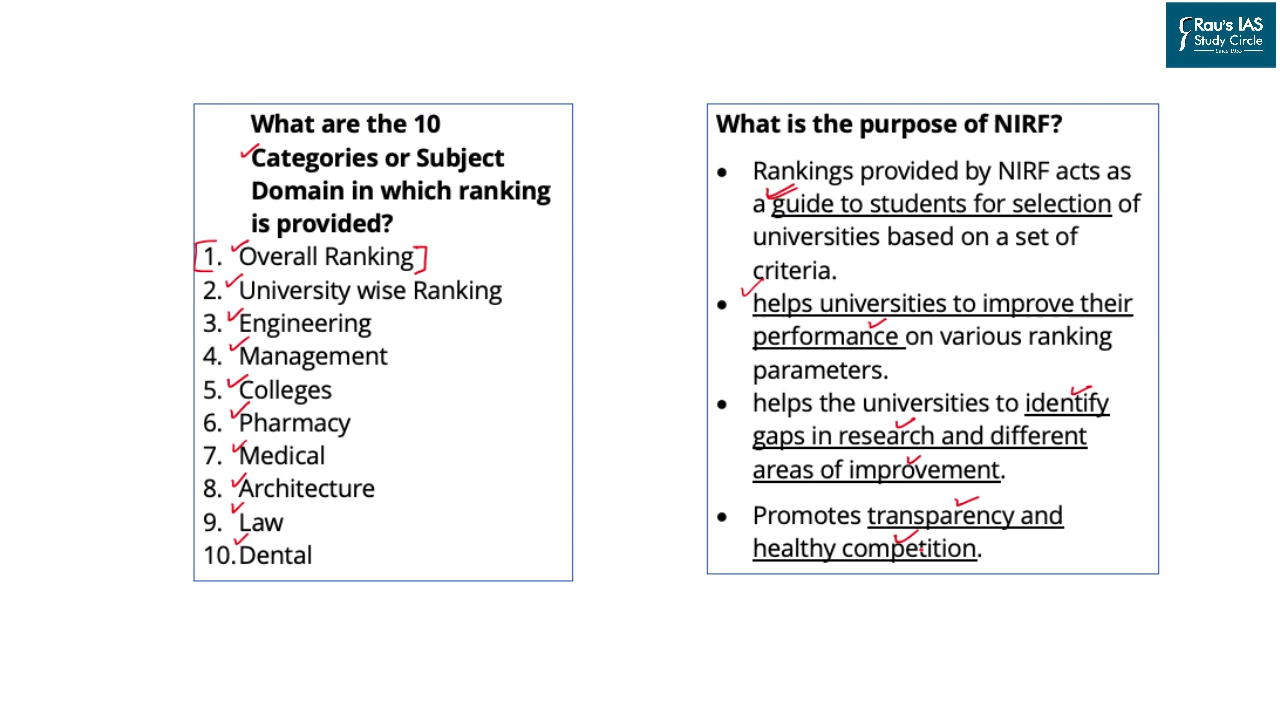 Rau's IAS
Study Circle
What are the 10
Categories or Subject
Domain in which ranking
is provided?
1. Overall Ranking
2. University wise Ranking
3. Engineering
4. Management
5. Colleges
6. Pharmacy
7. Medical
8. Architecture
9. Law
10. Dental
What is the purpose of NIRF?
• Rankings provided by NIRF acts as
a guide to students for selection of
universities based on a set of
criteria.
• helps universities to improve their
performance on various ranking
parameters.
• helps the universities to identify
gaps in research and different
areas of improvement.
• Promotes transparency and
healthy competition.